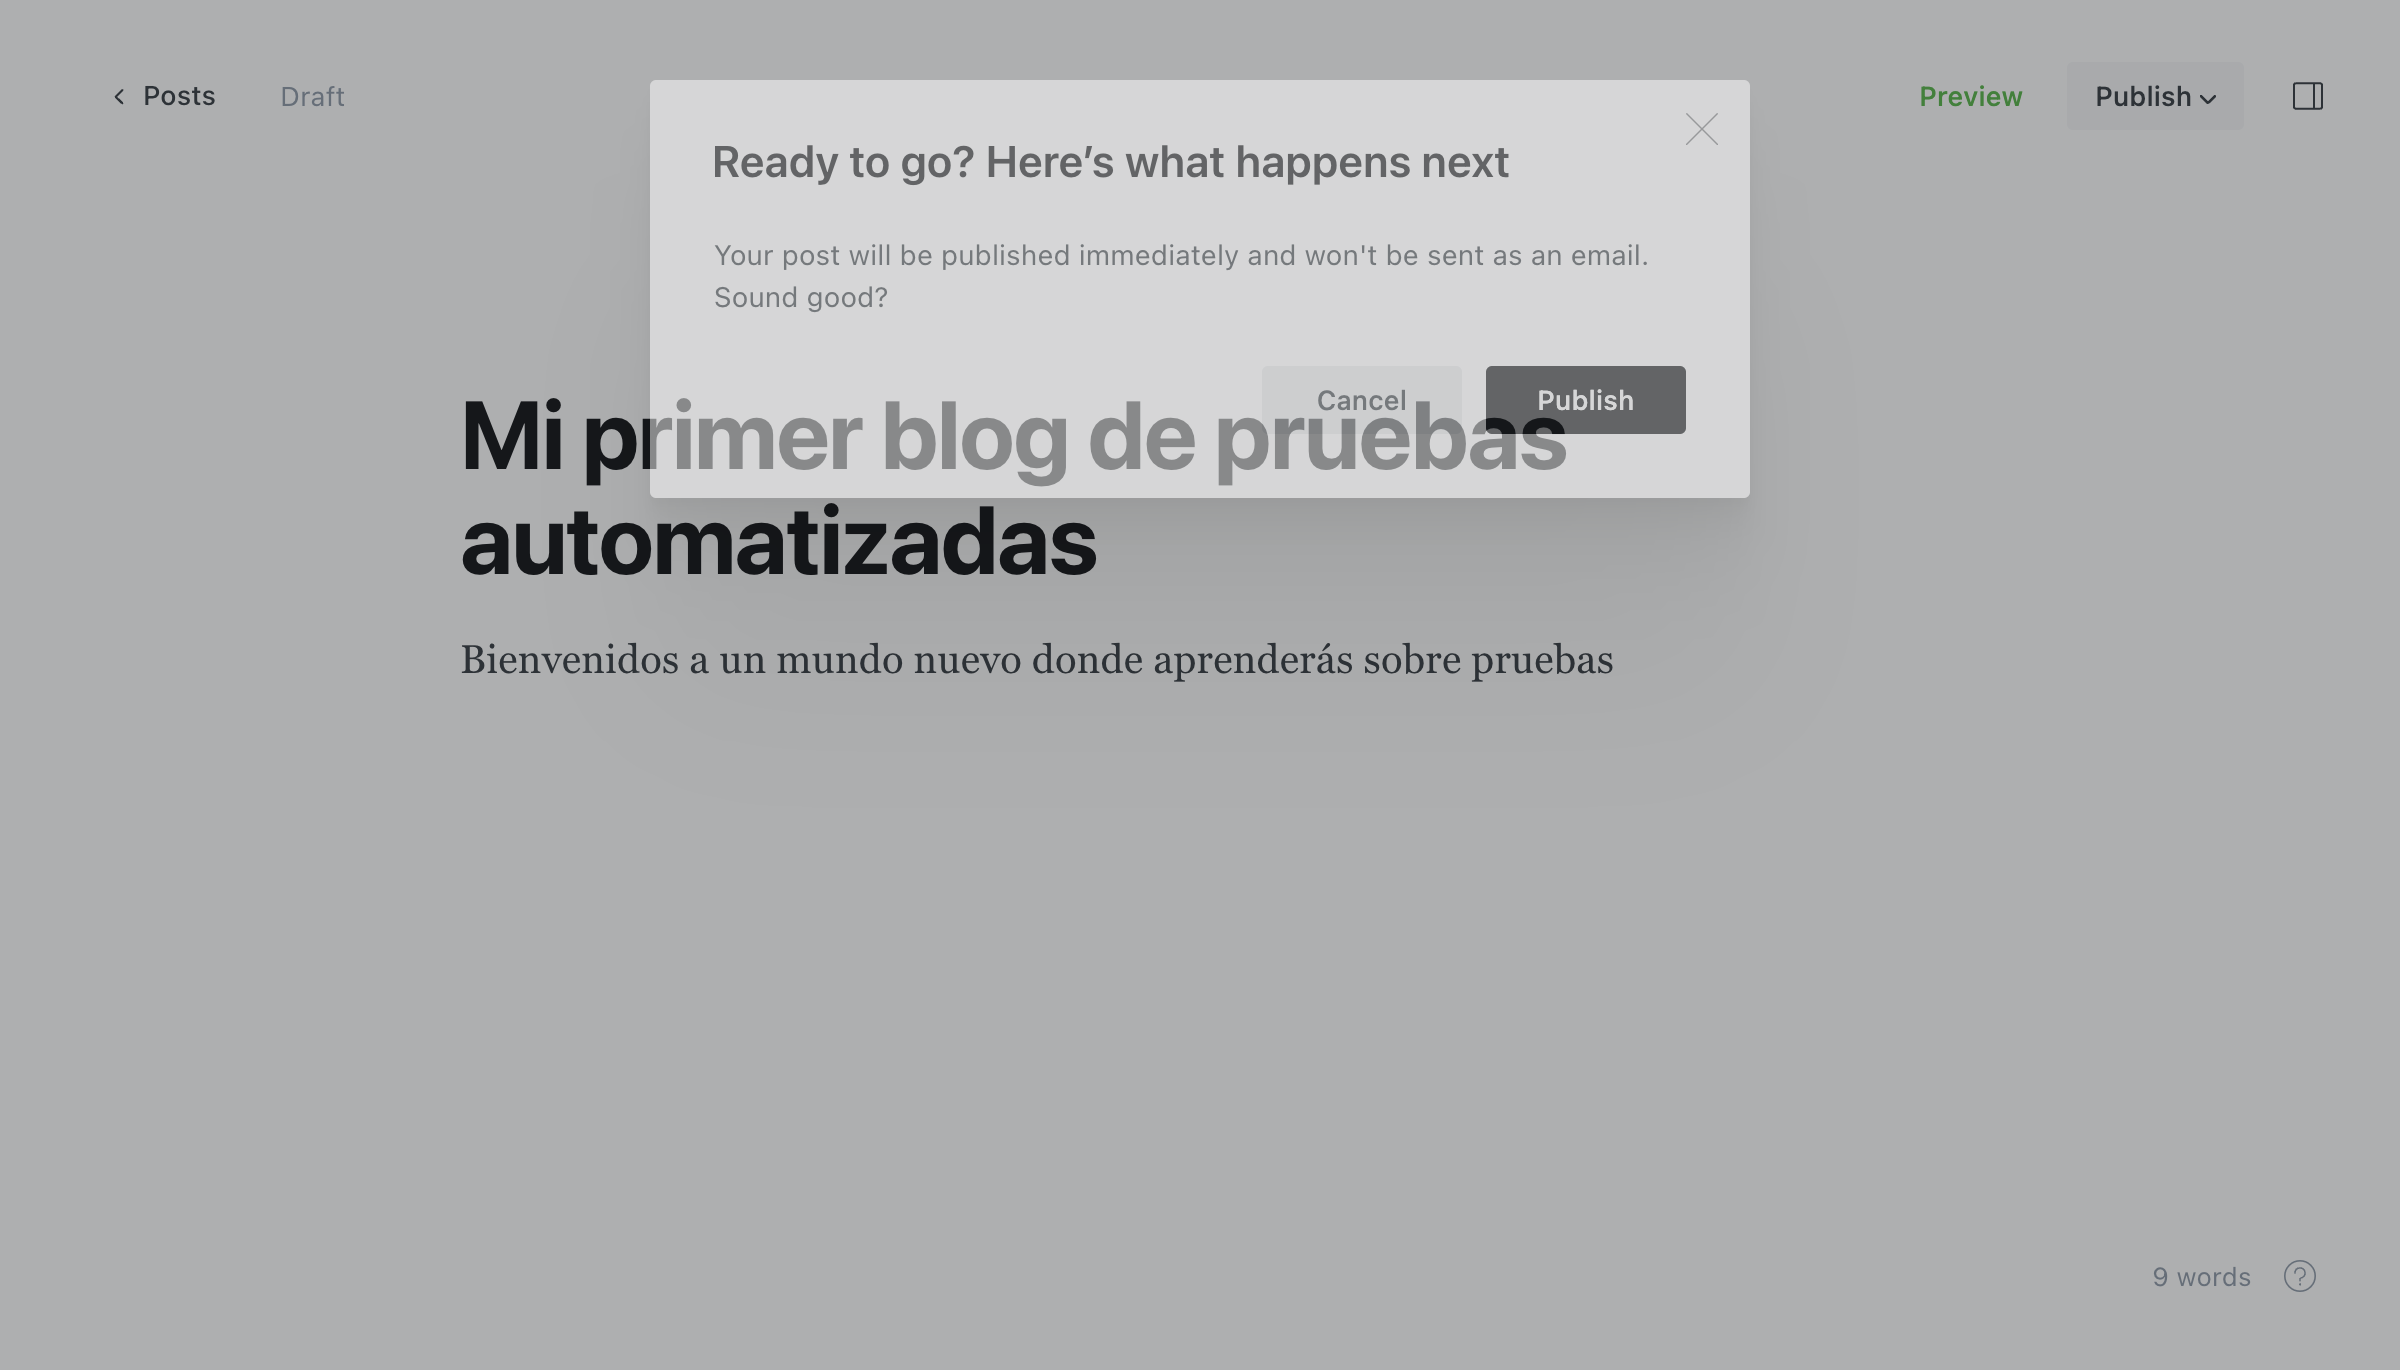 Posts
Draft
Preview
Publish
Ready to go? Here’s what happens next
Your post will be published immediately and won't be sent as an email.
Sound good?
Cancel
Publish
Mi primer blog de pruebas
automatizadas
Bienvenidos a un mundo nuevo donde aprenderás sobre pruebas
9 words
?